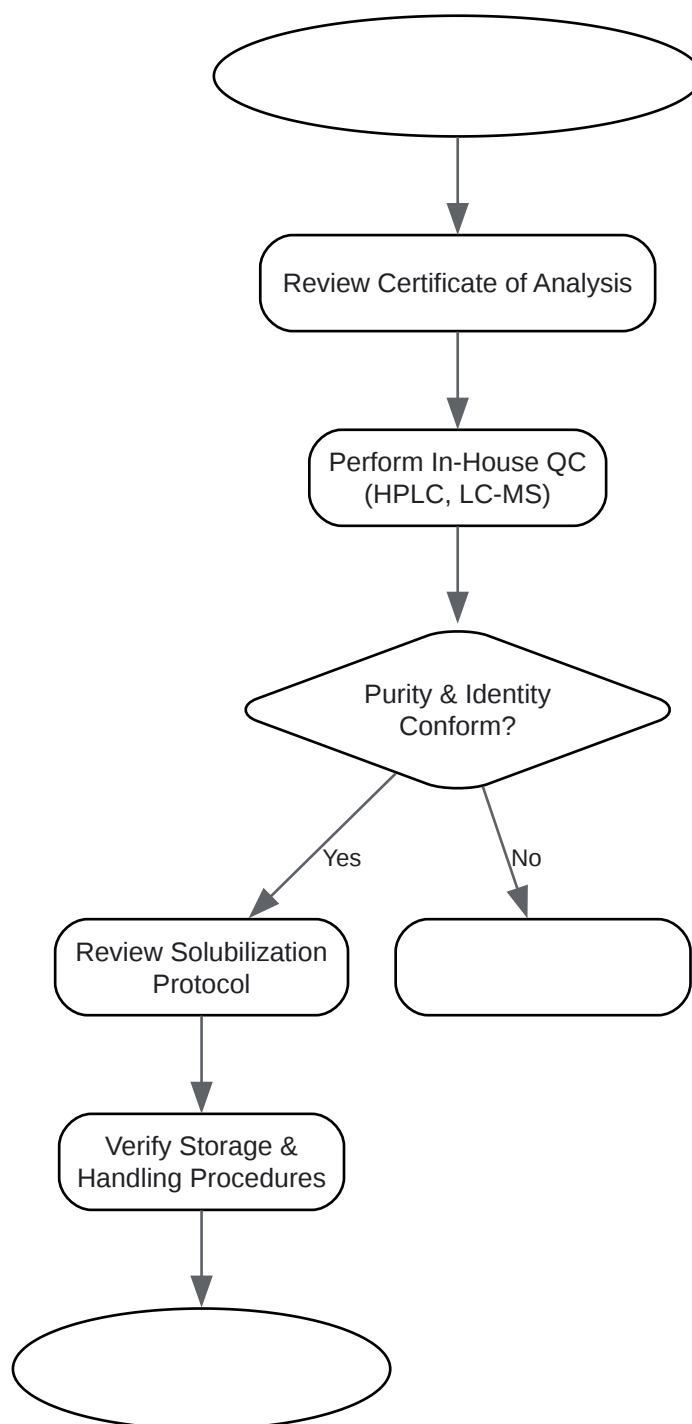 Review Certificate of Analysis
Perform In-House QC
(HPLC, LC-MS)
Purity & Identity
Conform?
Yes
No
Review Solubilization
Protocol
Verify Storage &
Handling Procedures